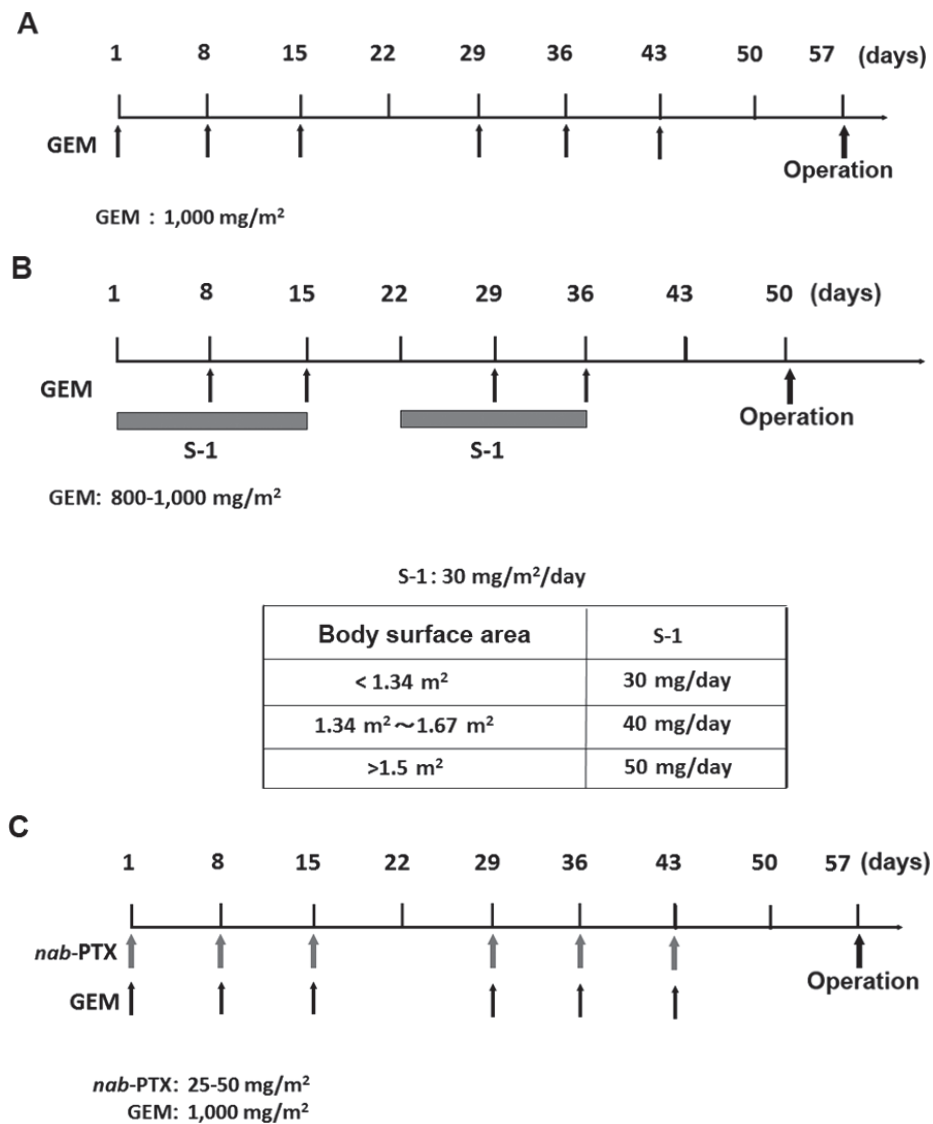 A
1 8 15 22 29 36 43 50 57 (days)
GEM
Operation
GEM : 1,000 mg/m²
B
1 8 15 22 29 36 43 50 (days)
GEM
Operation
S-1 S-1
GEM: 800-1,000 mg/m²
S-1: 30 mg/m²/day
Body surface area S-1
< 1.34 m² 30 mg/day
1.34 m²~1.67 m² 40 mg/day
>1.5 m² 50 mg/day
C
1 8 15 22 29 36 43 50 57 (days)
nab-PTX
Operation
GEM
nab-PTX: 25-50 mg/m²
GEM: 1,000 mg/m²